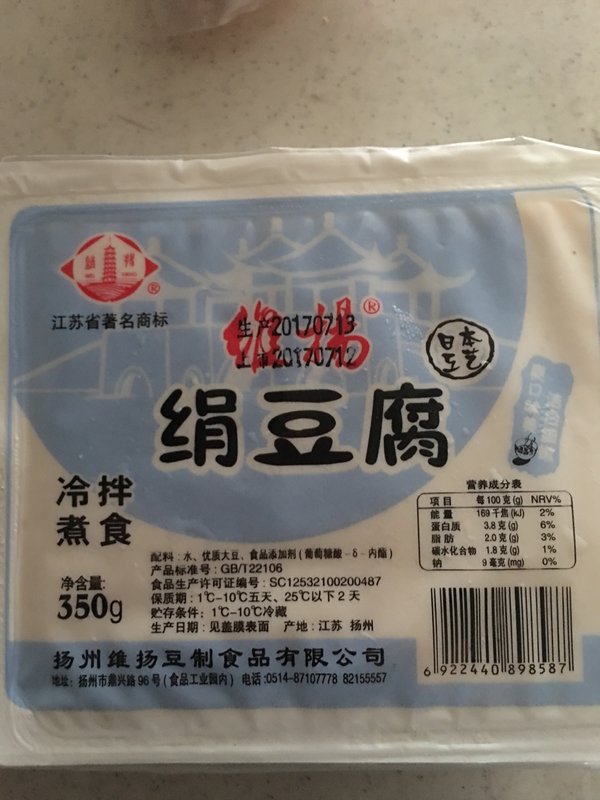 維揚
®
江苏省著名商标
維揚®
生产20170713
上市20170712
日本
工艺
绢豆腐
冷拌
煮食
净含量:
350g
配料:水、优质大豆、食品添加剂(葡萄糖酸-δ-内酯)
产品标准号:GB/T22106
食品生产许可证编号:SC12532100200487
保质期:1℃-10℃五天、25℃以下2天
贮存条件:1℃-10℃冷藏
生产日期:见盖膜表面 产地:江苏 扬州
营养成分表
项目 每100克(g) NRV%
能量 169千焦(kJ) 2%
蛋白质 3.8克(g) 6%
脂肪 2.0克(g) 3%
碳水化合物 1.8克(g) 1%
钠 9毫克(mg) 0%
扬州维扬豆制食品有限公司
地址:扬州市鼎兴路96号(食品工业园内) 电话:0514-87107778 82155557
6 922440 898587